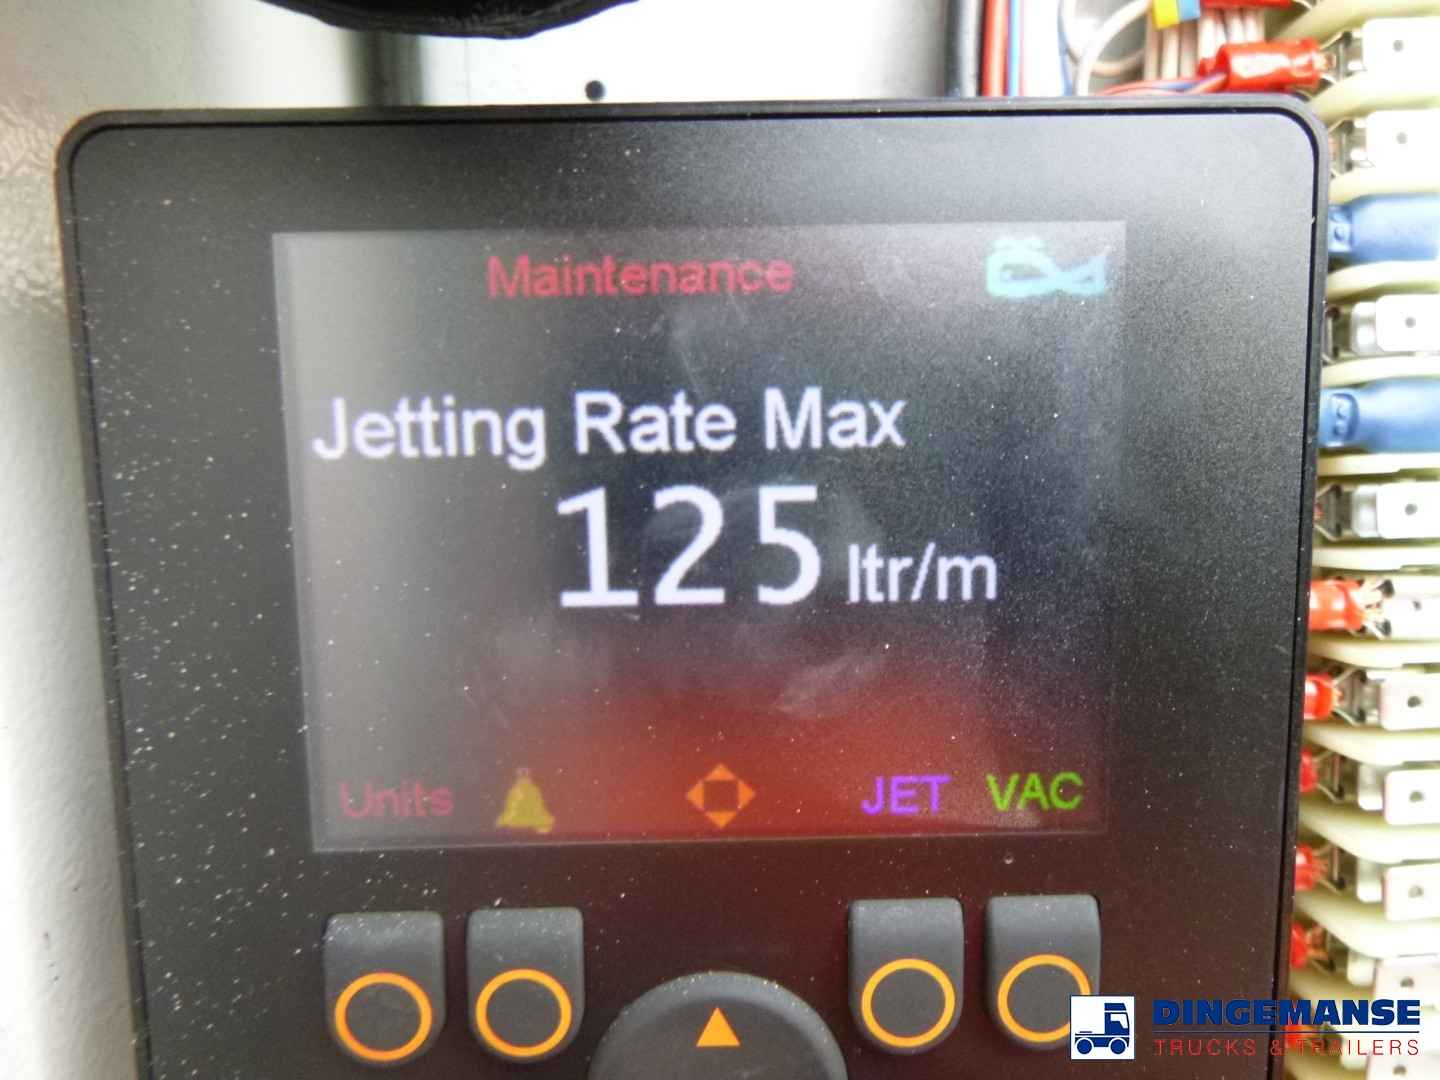 Maintenance
Jetting Rate Max
125 ltr/m
Units JET VAC
DINGEMANSE
TRUCKS & TRAILERS